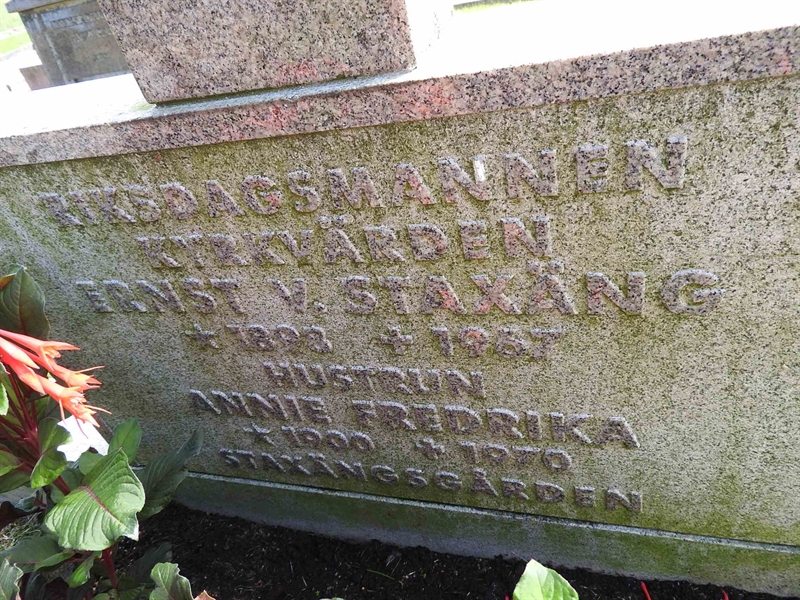 RIKSDAGSMANNEN
KYRKVÄRDEN
ERNST V. STAXÄNG
* 1893 + 1967
HUSTRUN
ANNIE FREDRIKA
* 1900 + 1970
STAXÄNGSGÅRDEN